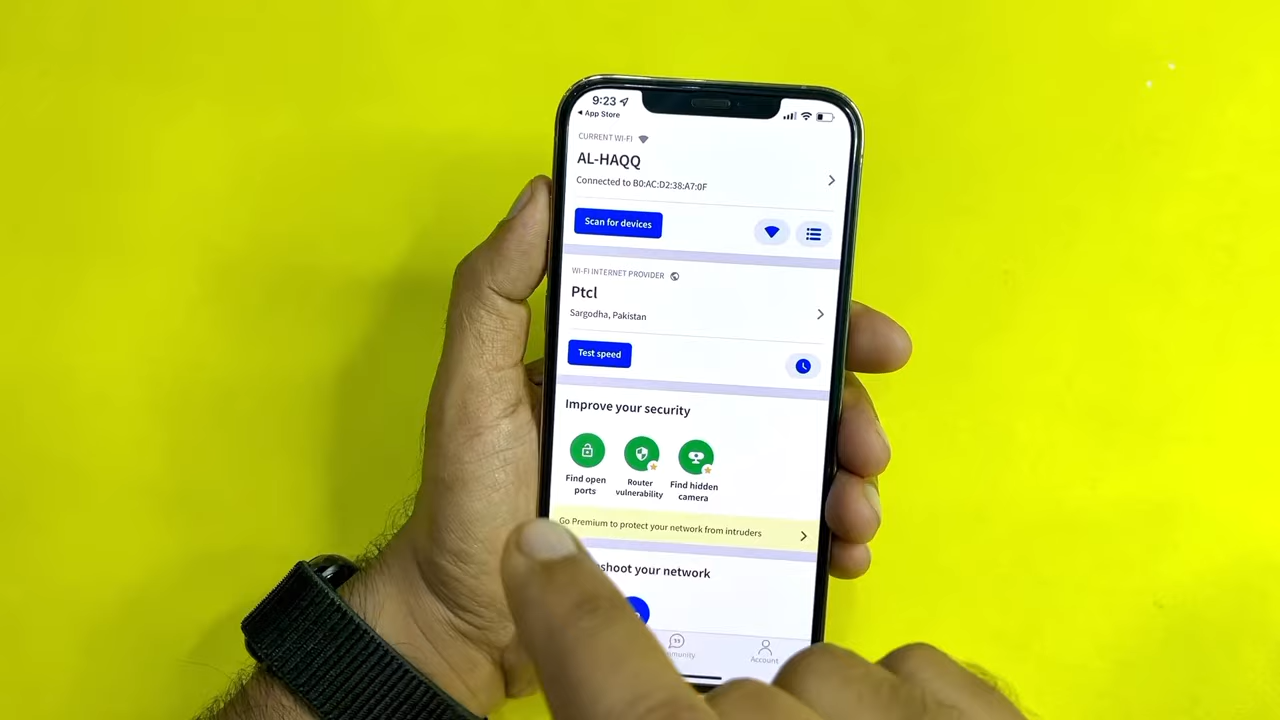 9:23
App Store
CURRENT WI-FI
AL-HAQQ
Connected to B0:AC:D2:38:A7:0F
Scan for devices
WI-FI INTERNET PROVIDER
Ptcl
Sargodha, Pakistan
Test speed
Improve your security
Find open
ports
Router
vulnerability
Find hidden
camera
Go Premium to protect your network from intruders
shoot your network
mmunity
Account